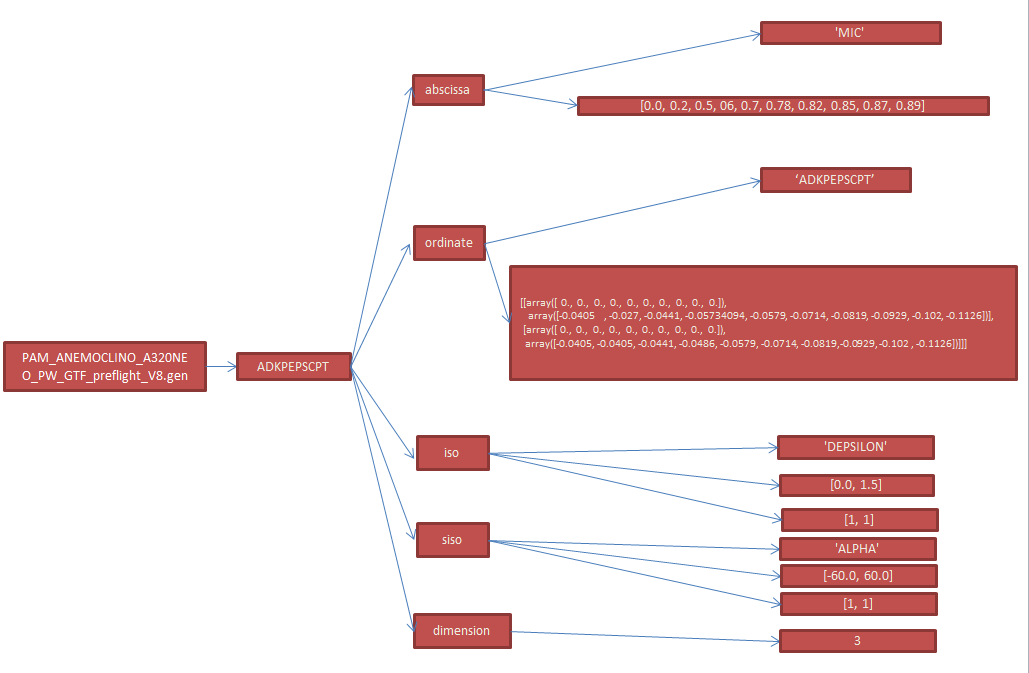 'MIC'
abscissa
[0.0, 0.2, 0.5, 06, 0.7, 0.78, 0.82, 0.85, 0.87, 0.89]
‘ADKPEPSCPT’
ordinate
[[array([ 0., 0., 0., 0., 0., 0., 0., 0., 0., 0.]),
array([-0.0405 , -0.027, -0.0441, -0.05734094, -0.0579, -0.0714, -0.0819, -0.0929, -0.102, -0.1126])],
[array([ 0., 0., 0., 0., 0., 0., 0., 0., 0., 0.]),
array([-0.0405, -0.0405, -0.0441, -0.0486, -0.0579, -0.0714, -0.0819, -0.0929, -0.102 , -0.1126])]]]
PAM_ANEMOCLINO_A320NE
O_PW_GTF_preflight_V8.gen
ADKPEPSCPT
iso
'DEPSILON'
[0.0, 1.5]
[1, 1]
siso
'ALPHA'
[-60.0, 60.0]
[1, 1]
dimension
3